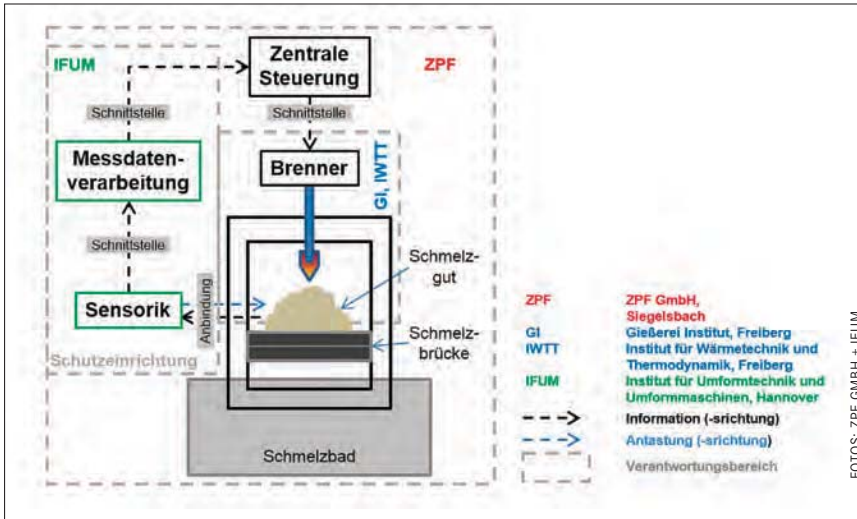 IFUM
Zentrale
Steuerung
ZPF
Schnittstelle
Schnittstelle
Messdaten-
verarbeitung
Brenner
GI, IWTT
Schnittstelle
Schmelz-
gut
Sensorik
Anbindung
Schmelz-
brücke
Schutzeinrichtung
Schmelzbad
ZPF ZPF GmbH,
Siegelsbach
GI Gießerei Institut, Freiberg
IWTT Institut für Wärmetechnik und
Thermodynamik, Freiberg
IFUM Institut für Umformtechnik und
Umformmaschinen, Hannover
Information (-srichtung)
Antastung (-srichtung)
Verantwortungsbereich
FOTOS: ZPF GMBH + IFUM